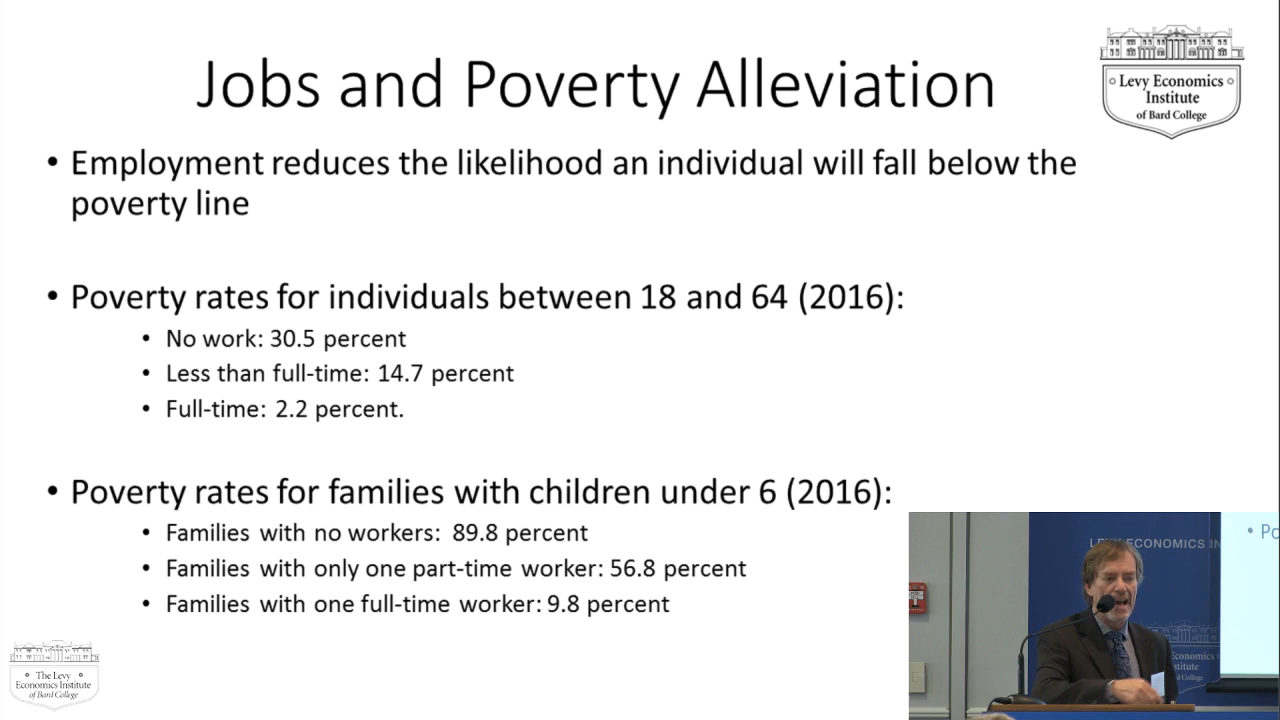 Jobs and Poverty Alleviation
Levy Economics
Institute
of Bard College
• Employment reduces the likelihood an individual will fall below the
poverty line
• Poverty rates for individuals between 18 and 64 (2016):
• No work: 30.5 percent
• Less than full-time: 14.7 percent
• Full-time: 2.2 percent.
• Poverty rates for families with children under 6 (2016):
• Families with no workers: 89.8 percent
• Families with only one part-time worker: 56.8 percent
• Families with one full-time worker: 9.8 percent
The Levy
Economics Institute
of Bard College
ECONOMICS
• Po